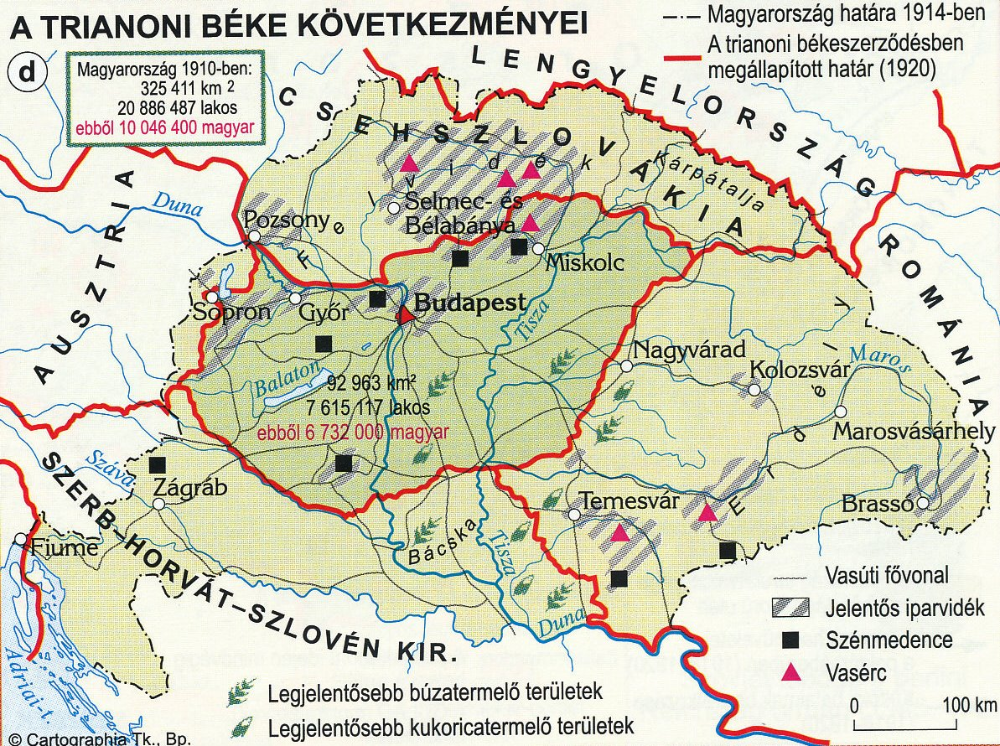 A TRIANONI BÉKE KÖVETKEZMÉNYEI
d
Magyarország 1910-ben:
325 411 km 2
20 886 487 lakos
ebből 10 046 400 magyar
Magyarország határa 1914-ben
A trianoni békeszerződésben
megállapított határ (1920)
LENGYELORSZÁG
CSEHSZLOVÁKIA
Felvidék
Kárpátalja
AUSZTRIA
Duna
Pozsony
Selmec- és
Bélabánya
Miskolc
ROMÁNIA
Sopron
Győr
Budapest
Tisza
Nagyvárad
Kolozsvár
Maros
Erdély
Balaton
92 963 km²
7 615 117 lakos
ebből 6 732 000 magyar
Marosvásárhely
Száva
Zágráb
Temesvár
Brassó
Bácska
Tisza
Fiume
SZERB–HORVÁT–SZLOVÉN KIR.
Duna
Adriai-t.
Vasúti fővonal
Jelentős iparvidék
Szénmedence
Vasérc
Legjelentősebb búzatermelő területek
Legjelentősebb kukoricatermelő területek
0 100 km
© Cartographia Tk., Bp.